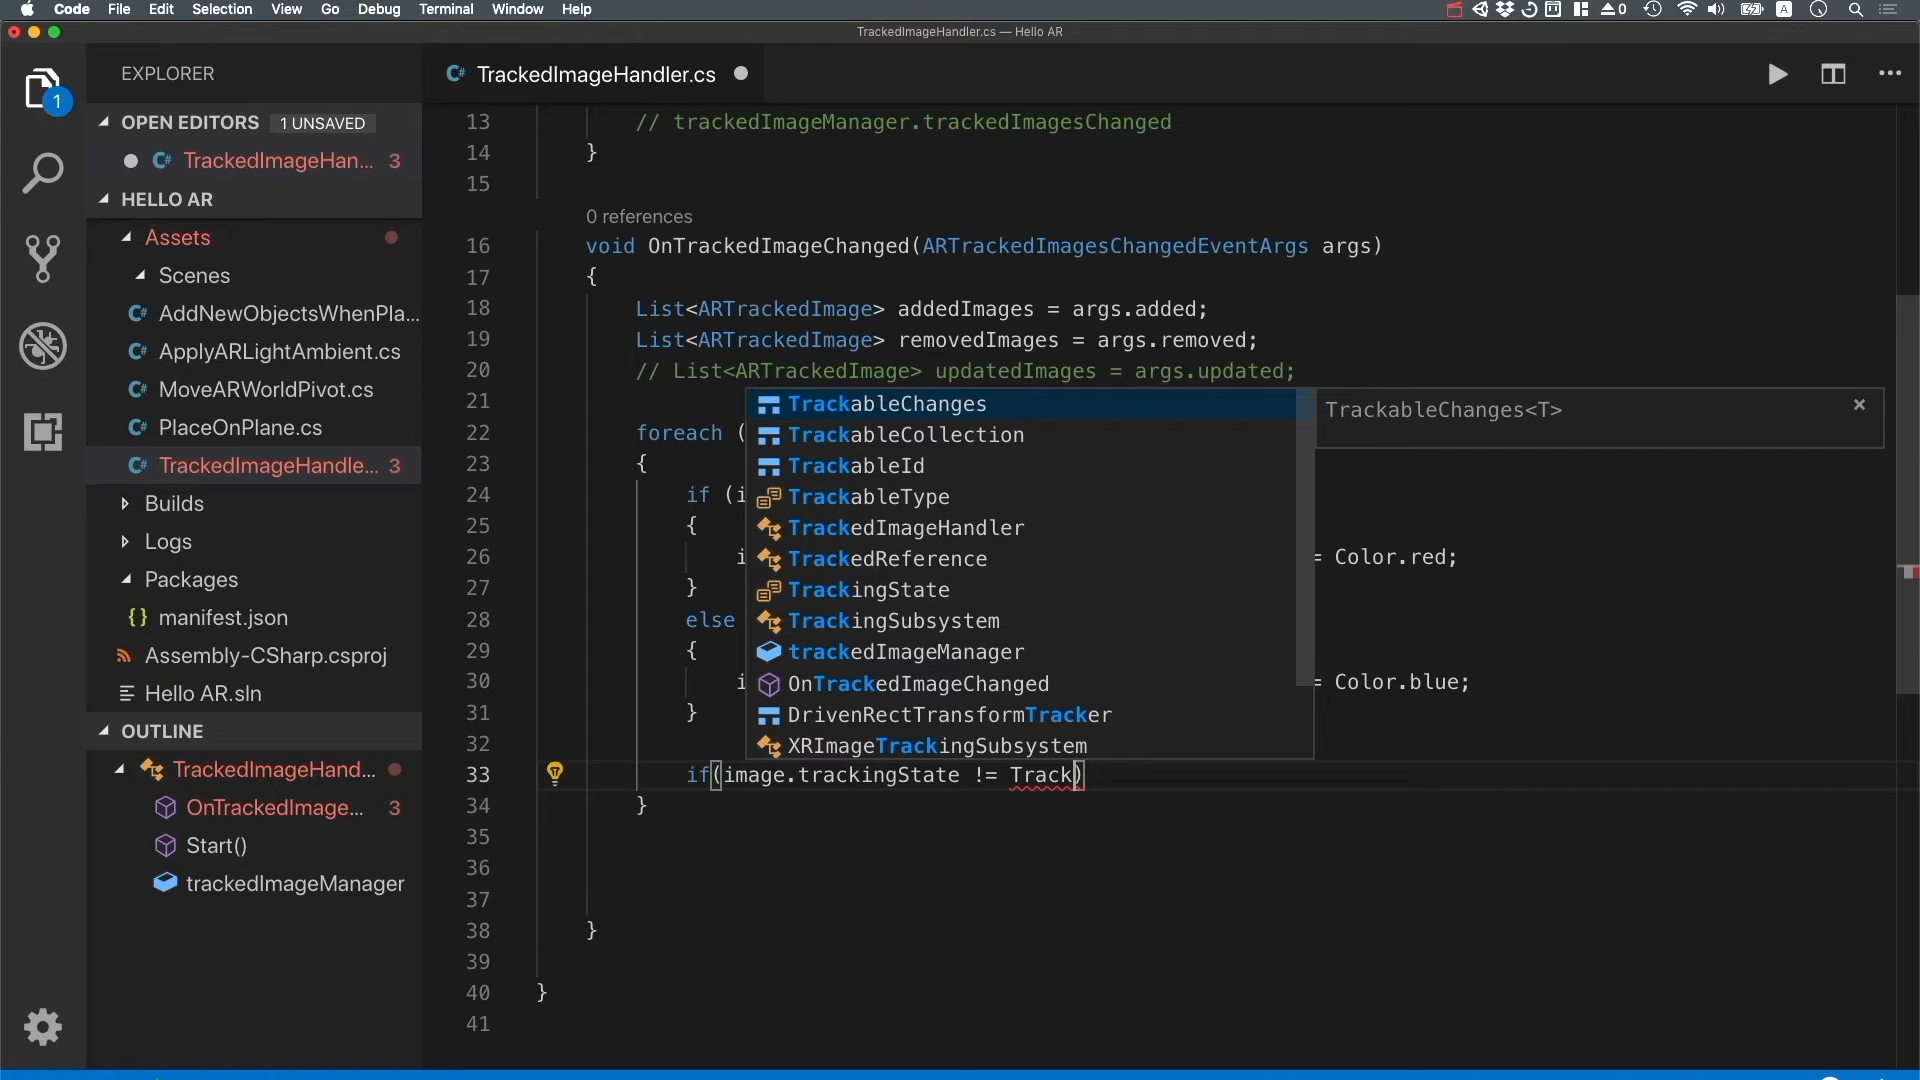 Code File Edit Selection View Go Debug Terminal Window Help
0
A
TrackedImageHandler.cs — Hello AR
1
EXPLORER
OPEN EDITORS 1 UNSAVED
C# TrackedImageHan... 3
HELLO AR
Assets
Scenes
C# AddNewObjectsWhenPla...
C# ApplyARLightAmbient.cs
C# MoveARWorldPivot.cs
C# PlaceOnPlane.cs
C# TrackedImageHandle... 3
Builds
Logs
Packages
{} manifest.json
Assembly-CSharp.csproj
Hello AR.sln
OUTLINE
TrackedImageHand...
OnTrackedImage... 3
Start()
trackedImageManager
C# TrackedImageHandler.cs
13 // trackedImageManager.trackedImagesChanged
14 }
15
0 references
16 void OnTrackedImageChanged(ARTrackedImagesChangedEventArgs args)
17 {
18 List<ARTrackedImage> addedImages = args.added;
19 List<ARTrackedImage> removedImages = args.removed;
20 // List<ARTrackedImage> updatedImages = args.updated;
21
22 foreach (
23 {
24 if (i
25 {
26 i = Color.red;
27 }
28 else
29 {
30 i = Color.blue;
31 }
32
33 if(image.trackingState != Track)
34 }
35
36
37
38 }
39
40 }
41
TrackableChanges
TrackableCollection
TrackableId
TrackableType
TrackedImageHandler
TrackedReference
TrackingState
TrackingSubsystem
trackedImageManager
OnTrackedImageChanged
DrivenRectTransformTracker
XRImageTrackingSubsystem
TrackableChanges<T>